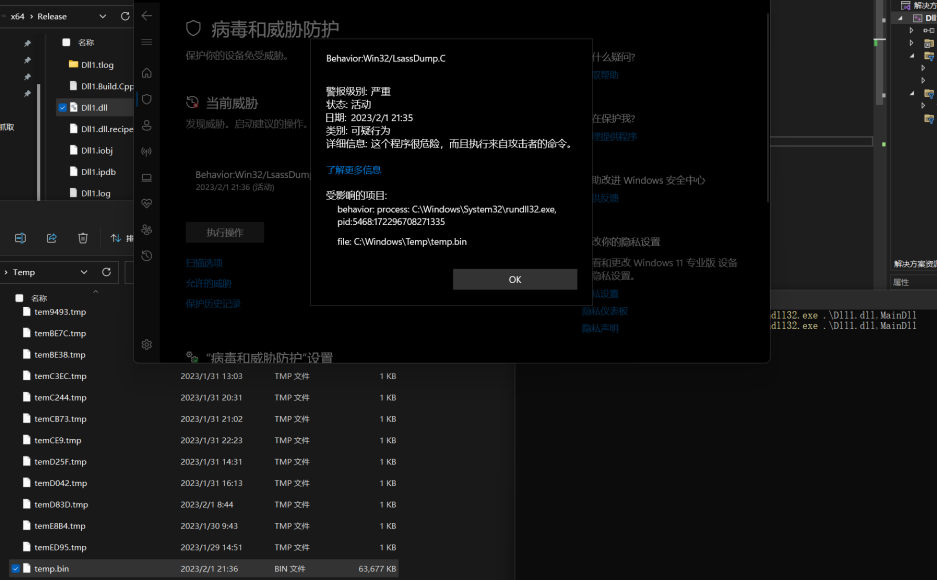 x64 › Release
名称
Dll1.tlog
Dll1.Build.Cpp
Dll1.dll
Dll1.dll.recipe
Dll1.iobj
Dll1.ipdb
Dll1.log
抓取
病毒和威胁防护
保护你的设备免受威胁。
当前威胁
发现威胁。启动建议的操作。
Behavior:Win32/LsassDump
2023/2/1 21:36 (活动)
执行操作
扫描选项
允许的威胁
保护历史记录
"病毒和威胁防护"设置
Behavior:Win32/LsassDump.C
警报级别: 严重
状态: 活动
日期: 2023/2/1 21:35
类别: 可疑行为
详细信息: 这个程序很危险，而且执行来自攻击者的命令。
了解更多信息
受影响的项目:
behavior: process: C:\Windows\System32\rundll32.exe,
pid:5468:172296708271335
file: C:\Windows\Temp\temp.bin
OK
什么疑问?
取帮助
在保护我?
理提供程序
助改进 Windows 安全中心
供反馈
改你的隐私设置
看和更改 Windows 11 专业版 设备
隐私设置。
私设置
隐私仪表板
隐私声明
解决方
Dll
解决方案资源
属性
dll32.exe .\Dll1.dll.MainDll
dll32.exe .\Dll1.dll.MainDll
排
› Temp
名称
tem9493.tmp
temBE7C.tmp
temBE38.tmp
temC3EC.tmp 2023/1/31 13:03 TMP 文件 1 KB
temC244.tmp 2023/1/31 20:31 TMP 文件 1 KB
temCB73.tmp 2023/1/31 21:02 TMP 文件 1 KB
temCE9.tmp 2023/1/31 22:23 TMP 文件 1 KB
temD25F.tmp 2023/1/31 14:31 TMP 文件 1 KB
temD042.tmp 2023/1/31 16:13 TMP 文件 1 KB
temD83D.tmp 2023/2/1 8:44 TMP 文件 1 KB
temE8B4.tmp 2023/1/30 9:43 TMP 文件 1 KB
temED95.tmp 2023/1/29 14:51 TMP 文件 1 KB
temp.bin 2023/2/1 21:36 BIN 文件 63,677 KB